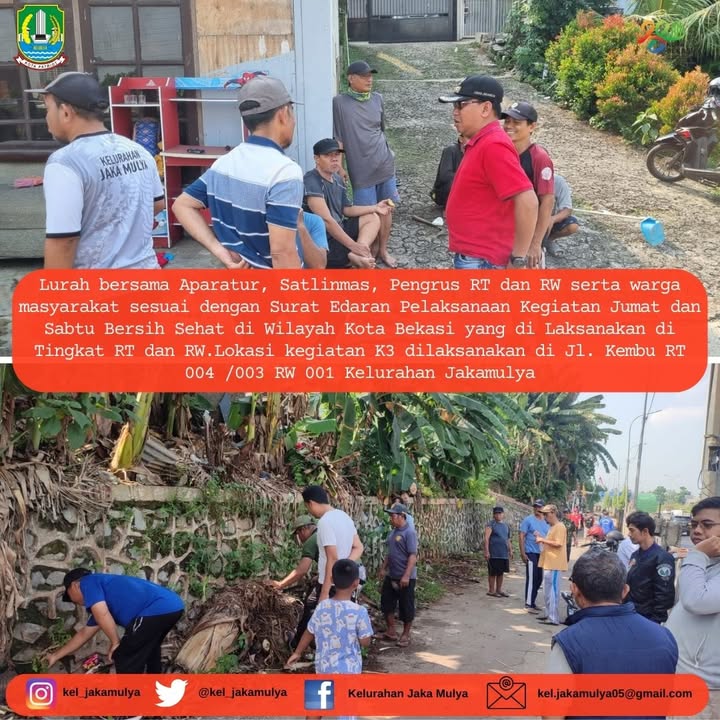 BEKASI
KOTA PATRIOT
KELURAHAN
JAKA MULYA
Lurah bersama Aparatur, Satlinmas, Pengrus RT dan RW serta warga
masyarakat sesuai dengan Surat Edaran Pelaksanaan Kegiatan Jumat dan
Sabtu Bersih Sehat di Wilayah Kota Bekasi yang di Laksanakan di
Tingkat RT dan RW.Lokasi kegiatan K3 dilaksanakan di Jl. Kembu RT
004 /003 RW 001 Kelurahan Jakamulya
kel_jakamulya
@kel_jakamulya
Kelurahan Jaka Mulya
kel.jakamulya05@gmail.com